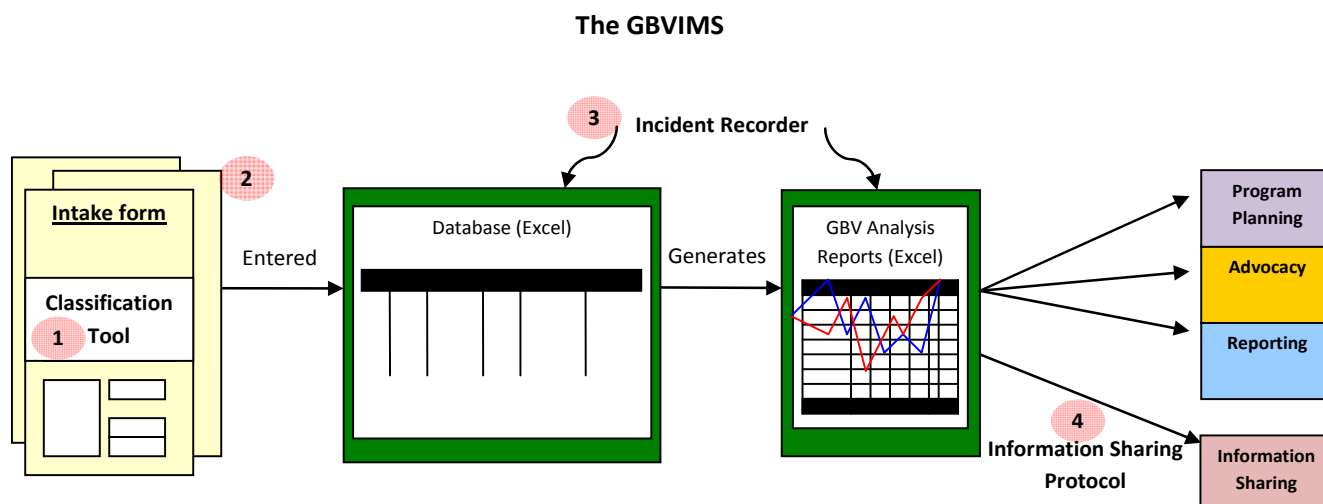 The GBVIMS
3
Incident Recorder
2
Intake form
Classification
1
Tool
Entered
Database (Excel)
Generates
GBV Analysis
Reports (Excel)
Program
Planning
Advocacy
Reporting
4
Information Sharing
Protocol
Information
Sharing